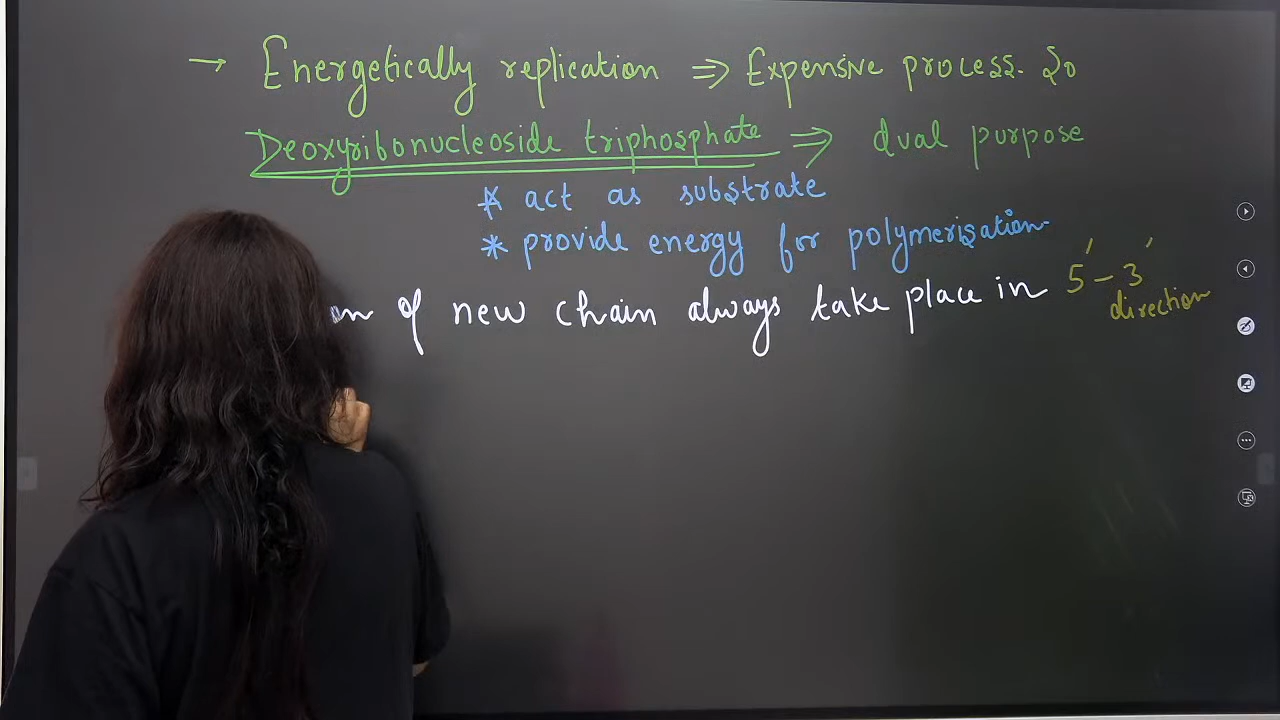 → Energetically replication ⇒ Expensive process. So
Deoxyribonucleoside triphosphate ⇒ dual purpose
* act as substrate
* provide energy for polymerisation.
of new chain always take place in 5' - 3'
direction